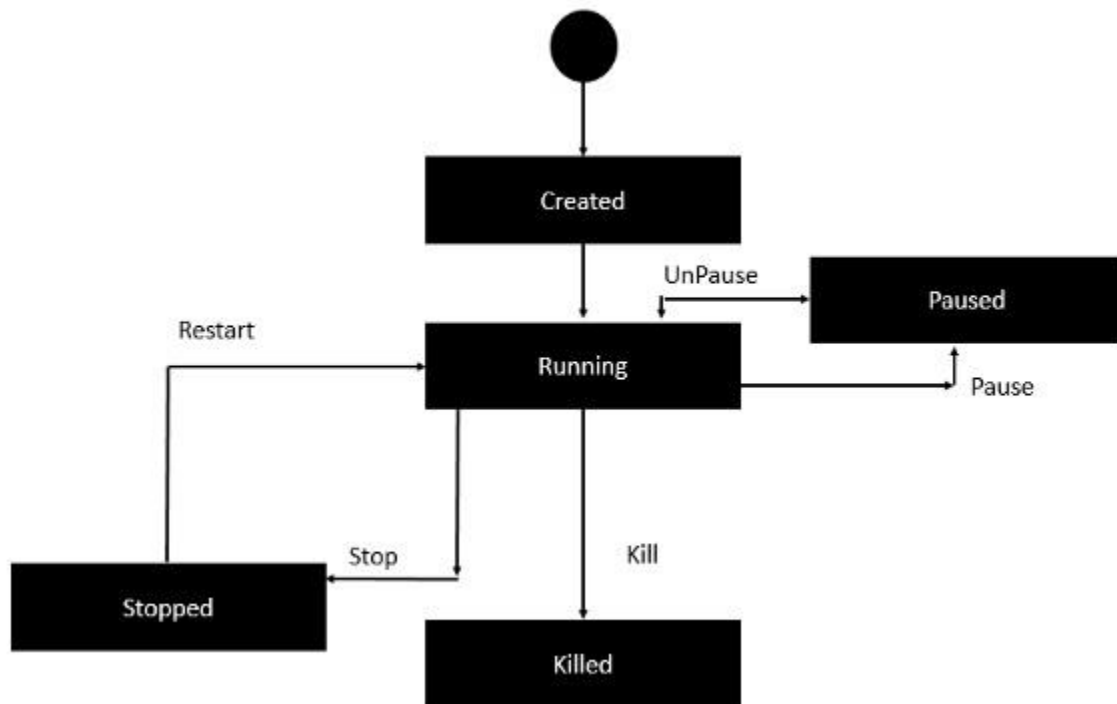 Created
UnPause
Paused
Restart
Running
Pause
Stop
Kill
Stopped
Killed